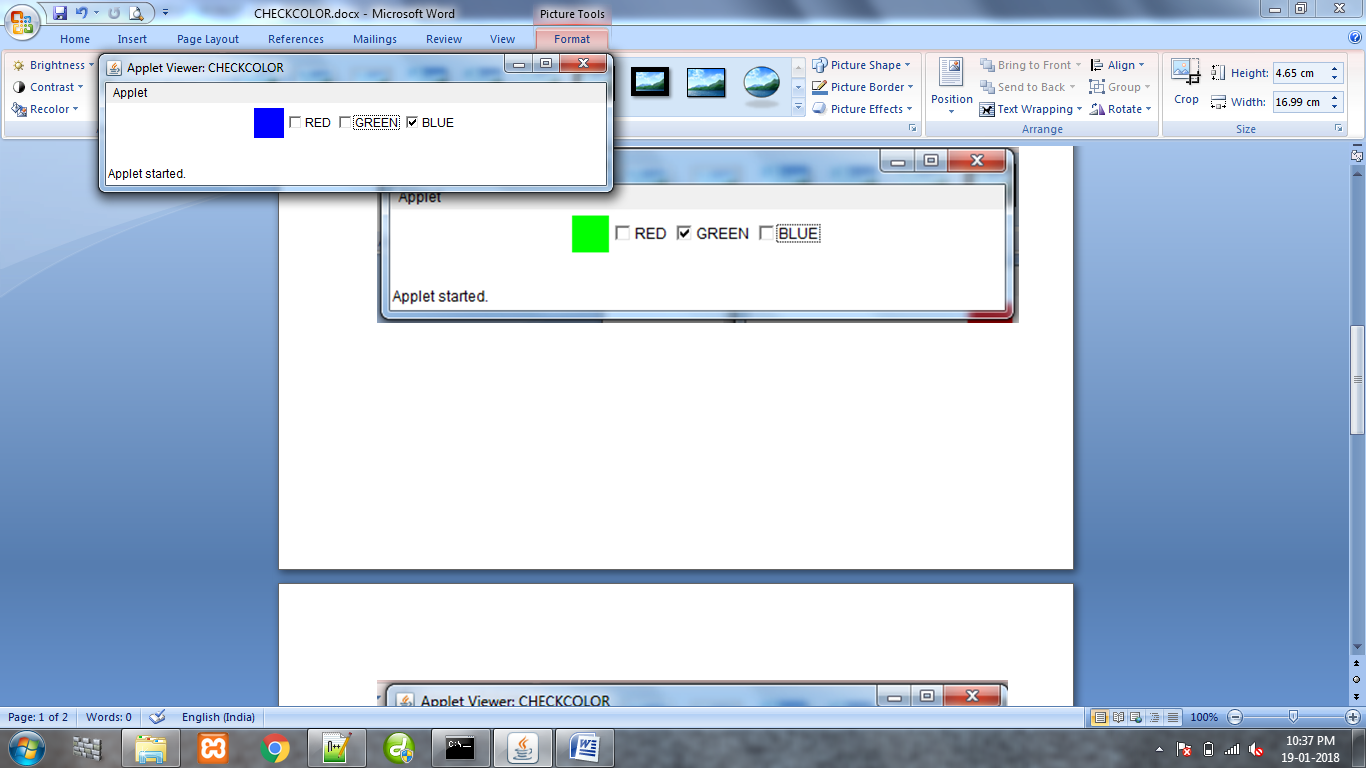 CHECKCOLOR.docx - Microsoft Word
Picture Tools
Home Insert Page Layout References Mailings Review View Format
Brightness
Contrast
Recolor
Applet Viewer: CHECKCOLOR
Applet
RED GREEN BLUE
Applet started.
Picture Shape
Picture Border
Picture Effects
Position
Bring to Front
Send to Back
Text Wrapping
Align
Group
Rotate
Arrange
Crop
Height: 4.65 cm
Width: 16.99 cm
Size
Applet
RED GREEN BLUE
Applet started.
Applet Viewer: CHECKCOLOR
Page: 1 of 2 Words: 0 English (India) 100%
10:37 PM
19-01-2018